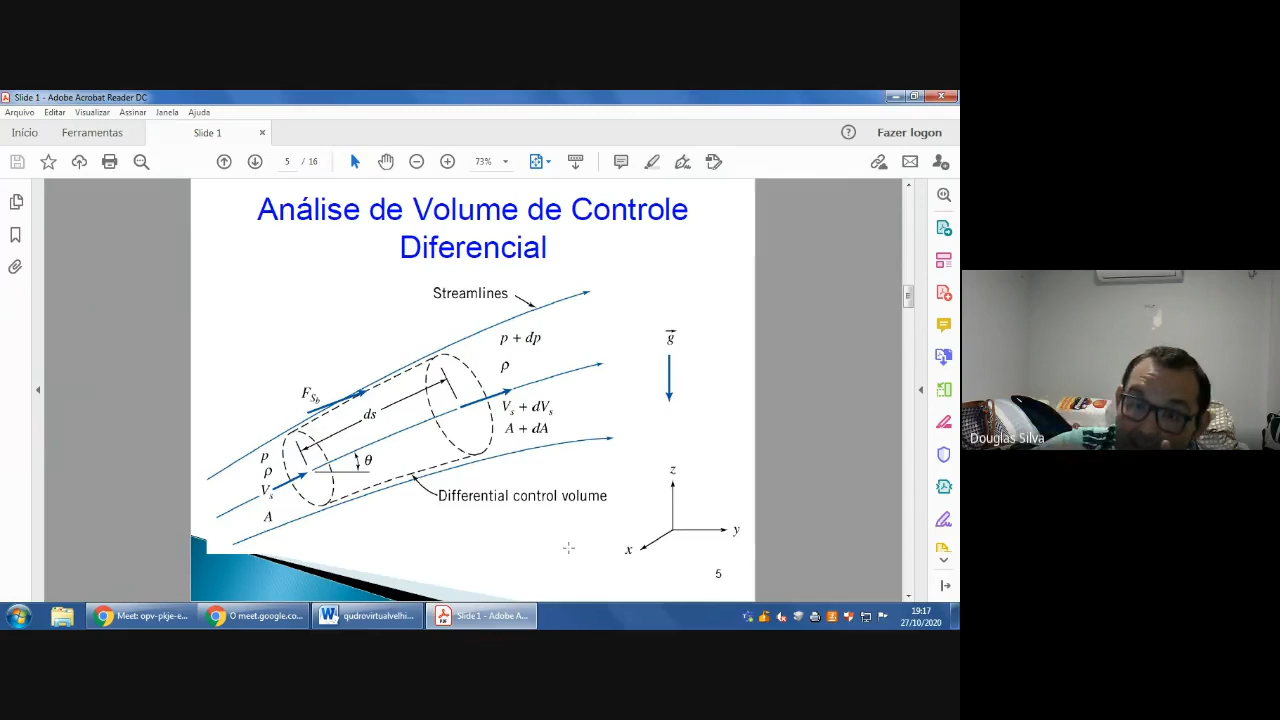 Slide 1 - Adobe Acrobat Reader DC
Arquivo Editar Visualizar Assinar Janela Ajuda
Início Ferramentas Slide 1 Fazer logon
5 / 16 73%
Análise de Volume de Controle
Diferencial
Streamlines
p + dp
g
ρ
F_Sb
ds
V_s + dV_s
A + dA
p
θ
ρ
V_s
Differential control volume
A
z
y
x
5
Douglas Silva
Meet: opv-pkje-e... O meet.google.co... qudrovirtualvelhi... Slide 1 - Adobe A...
19:17
27/10/2020